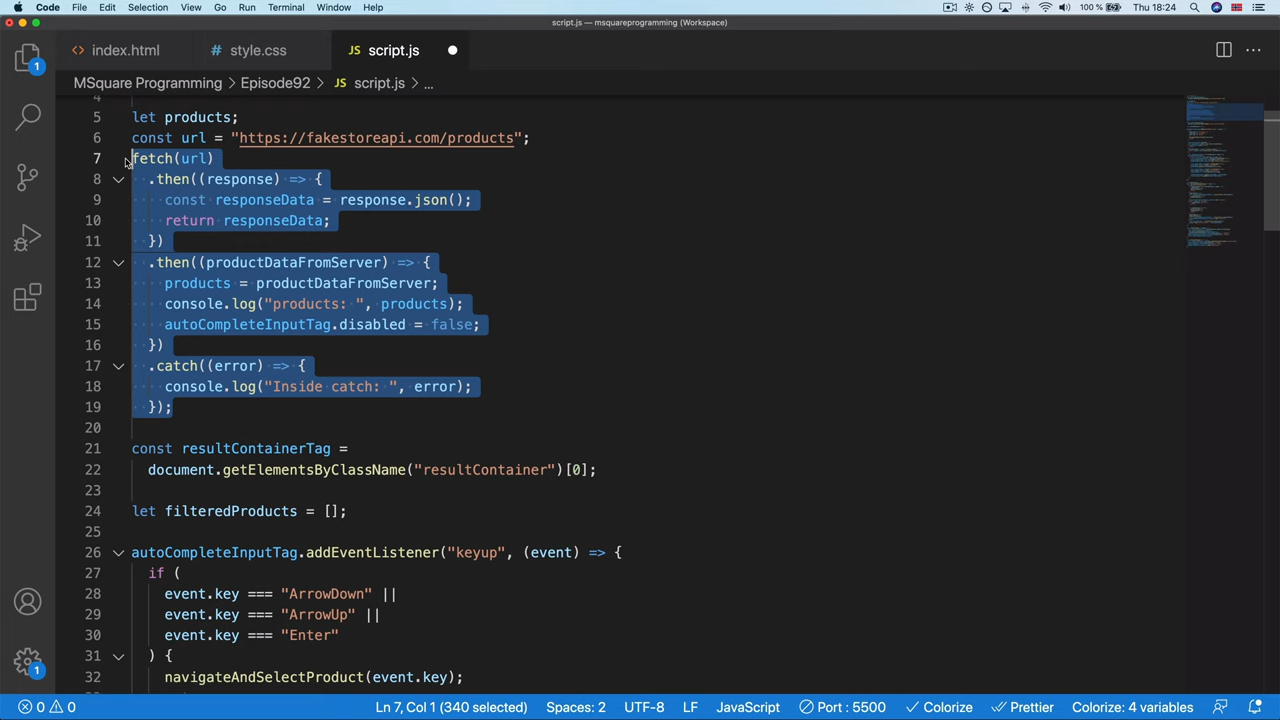 Code File Edit Selection View Go Run Terminal Window Help 100 % Thu 18:24
script.js — msquareprogramming (Workspace)
index.html # style.css JS script.js
MSquare Programming > Episode92 > JS script.js > ...
1
4
5 let products;
6 const url = "https://fakestoreapi.com/products";
7 fetch(url)
8 .then((response) => {
9 const responseData = response.json();
10 return responseData;
11 })
12 .then((productDataFromServer) => {
13 products = productDataFromServer;
14 console.log("products: ", products);
15 autoCompleteInputTag.disabled = false;
16 })
17 .catch((error) => {
18 console.log("Inside catch: ", error);
19 });
20
21 const resultContainerTag =
22 document.getElementsByClassName("resultContainer")[0];
23
24 let filteredProducts = [];
25
26 autoCompleteInputTag.addEventListener("keyup", (event) => {
27 if (
28 event.key === "ArrowDown" ||
29 event.key === "ArrowUp" ||
30 event.key === "Enter"
31 ) {
32 navigateAndSelectProduct(event.key);
1
0 0 Ln 7, Col 1 (340 selected) Spaces: 2 UTF-8 LF JavaScript Port : 5500 Colorize Prettier Colorize: 4 variables